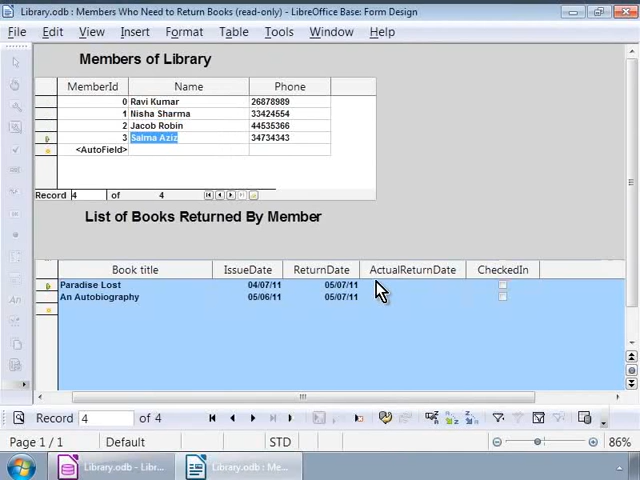 Library.odb : Members Who Need to Return Books (read-only) - LibreOffice Base: Form Design
File Edit View Insert Format Table Tools Window Help
Members of Library
MemberId Name Phone
0 Ravi Kumar 26878989
1 Nisha Sharma 33424554
2 Jacob Robin 44535366
3 Salma Aziz 34734343
<AutoField>
Record 4 of 4
List of Books Returned By Member
Book title IssueDate ReturnDate ActualReturnDate CheckedIn
Paradise Lost 04/07/11 05/07/11
An Autobiography 05/06/11 05/07/11
Record 4 of 4
Page 1 / 1 Default STD 86%
Library.odb - Libr... Library.odb : Me...